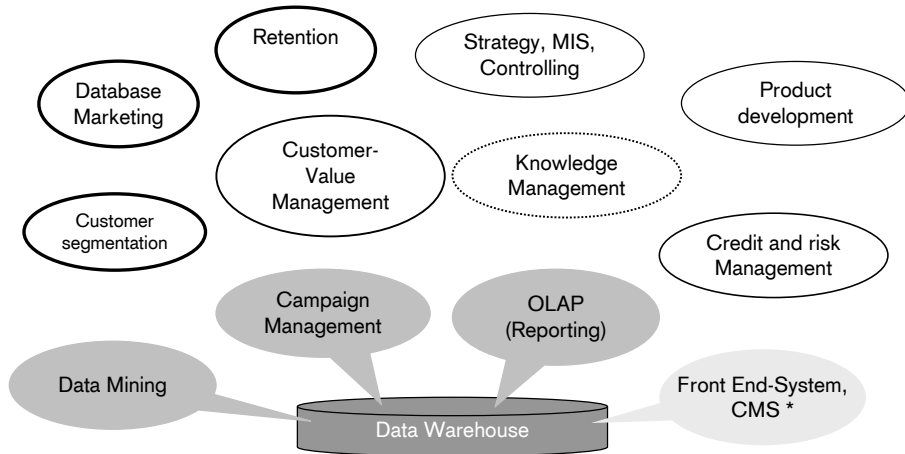 Retention
Strategy, MIS,
Controlling
Database
Marketing
Product
development
Customer-
Value
Management
Knowledge
Management
Customer
segmentation
Credit and risk
Management
Campaign
Management
OLAP
(Reporting)
Data Mining
Front End-System,
CMS *
Data Warehouse